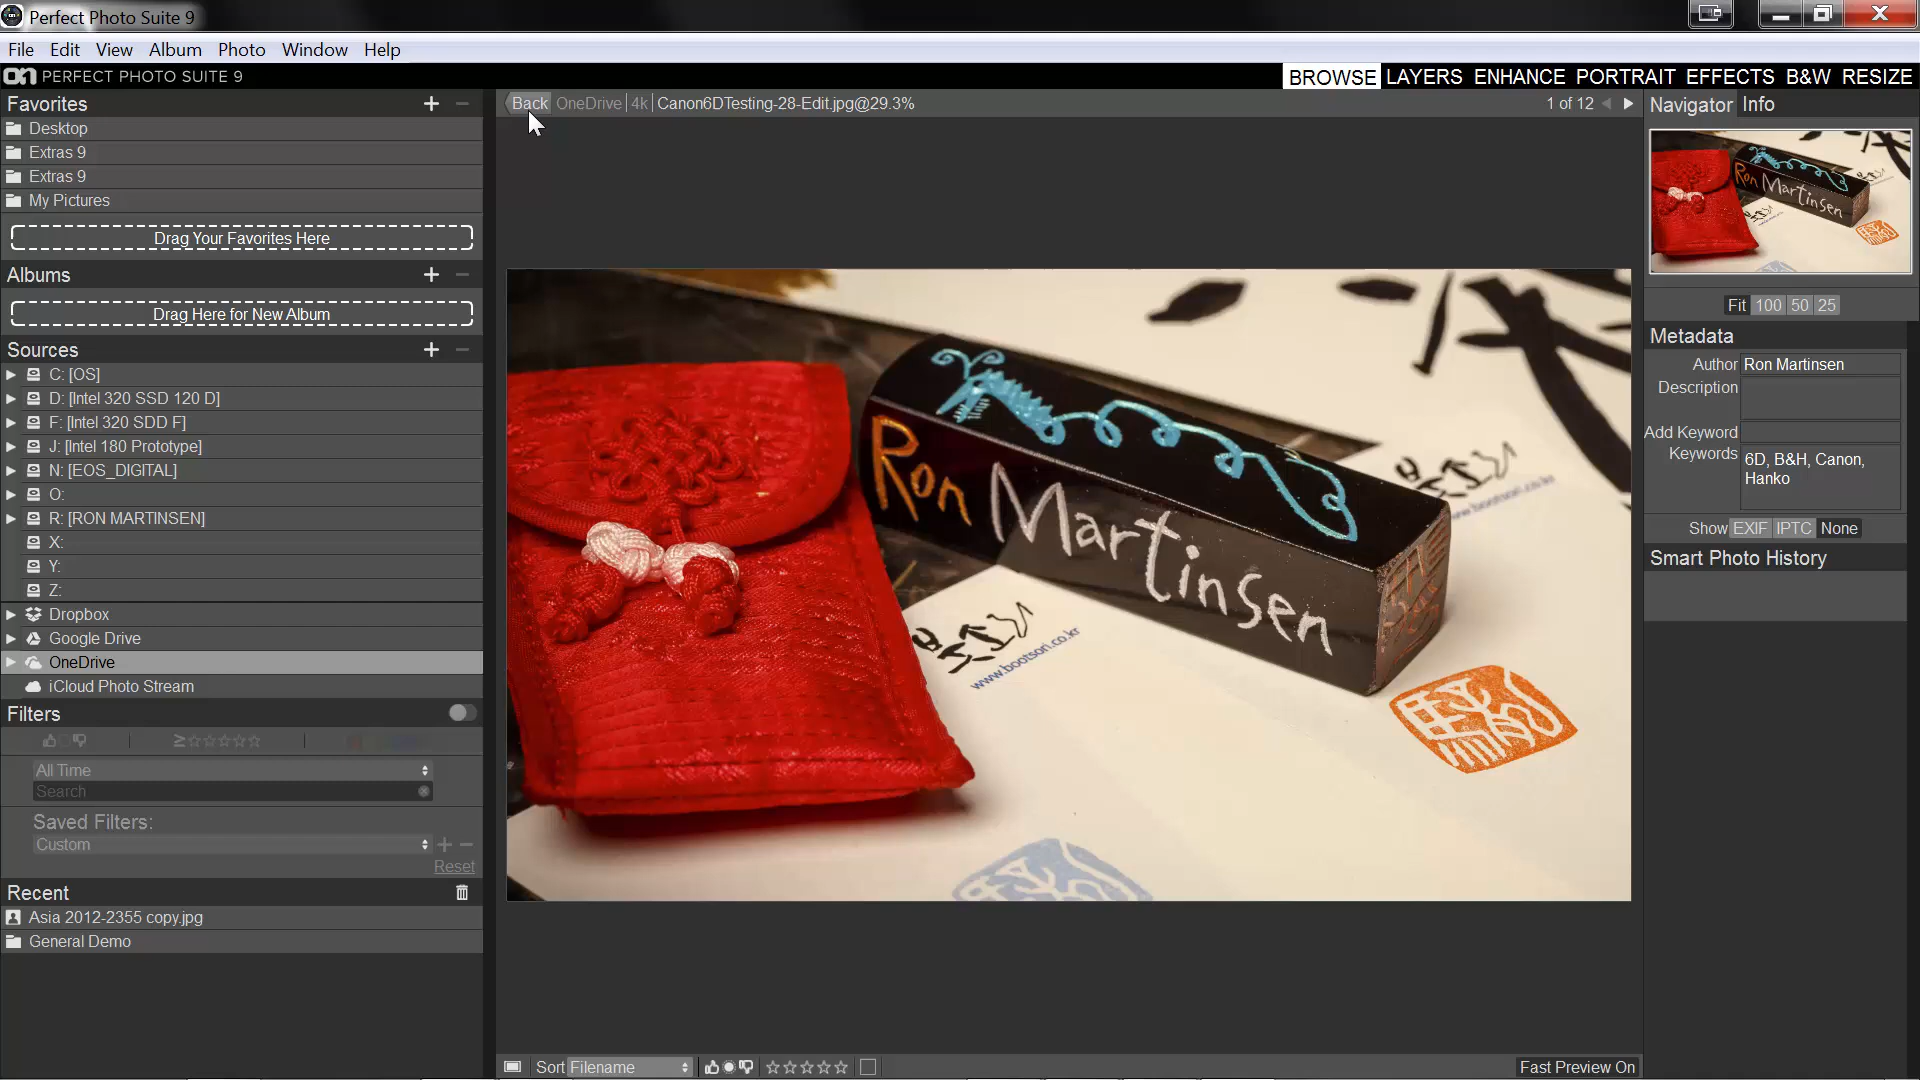 Perfect Photo Suite 9
File Edit View Album Photo Window Help
on PERFECT PHOTO SUITE 9
BROWSE LAYERS ENHANCE PORTRAIT EFFECTS B&W RESIZE
Favorites + −
Desktop
Extras 9
Extras 9
My Pictures
Drag Your Favorites Here
Albums + −
Drag Here for New Album
Sources + −
C: [OS]
D: [Intel 320 SSD 120 D]
F: [Intel 320 SDD F]
J: [Intel 180 Prototype]
N: [EOS_DIGITAL]
O:
R: [RON MARTINSEN]
X:
Y:
Z:
Dropbox
Google Drive
OneDrive
iCloud Photo Stream
Filters
All Time
Search
Saved Filters:
Custom + −
Reset
Recent
Asia 2012-2355 copy.jpg
General Demo
Back OneDrive 4k Canon6DTesting-28-Edit.jpg@29.3%
1 of 12
Ron Martinsen
www.bootsori.co.kr
Sort Filename
Fast Preview On
Navigator Info
Ron Martinsen
Fit 100 50 25
Metadata
Author Ron Martinsen
Description
Add Keyword
Keywords 6D, B&H, Canon,
Hanko
Show EXIF IPTC None
Smart Photo History